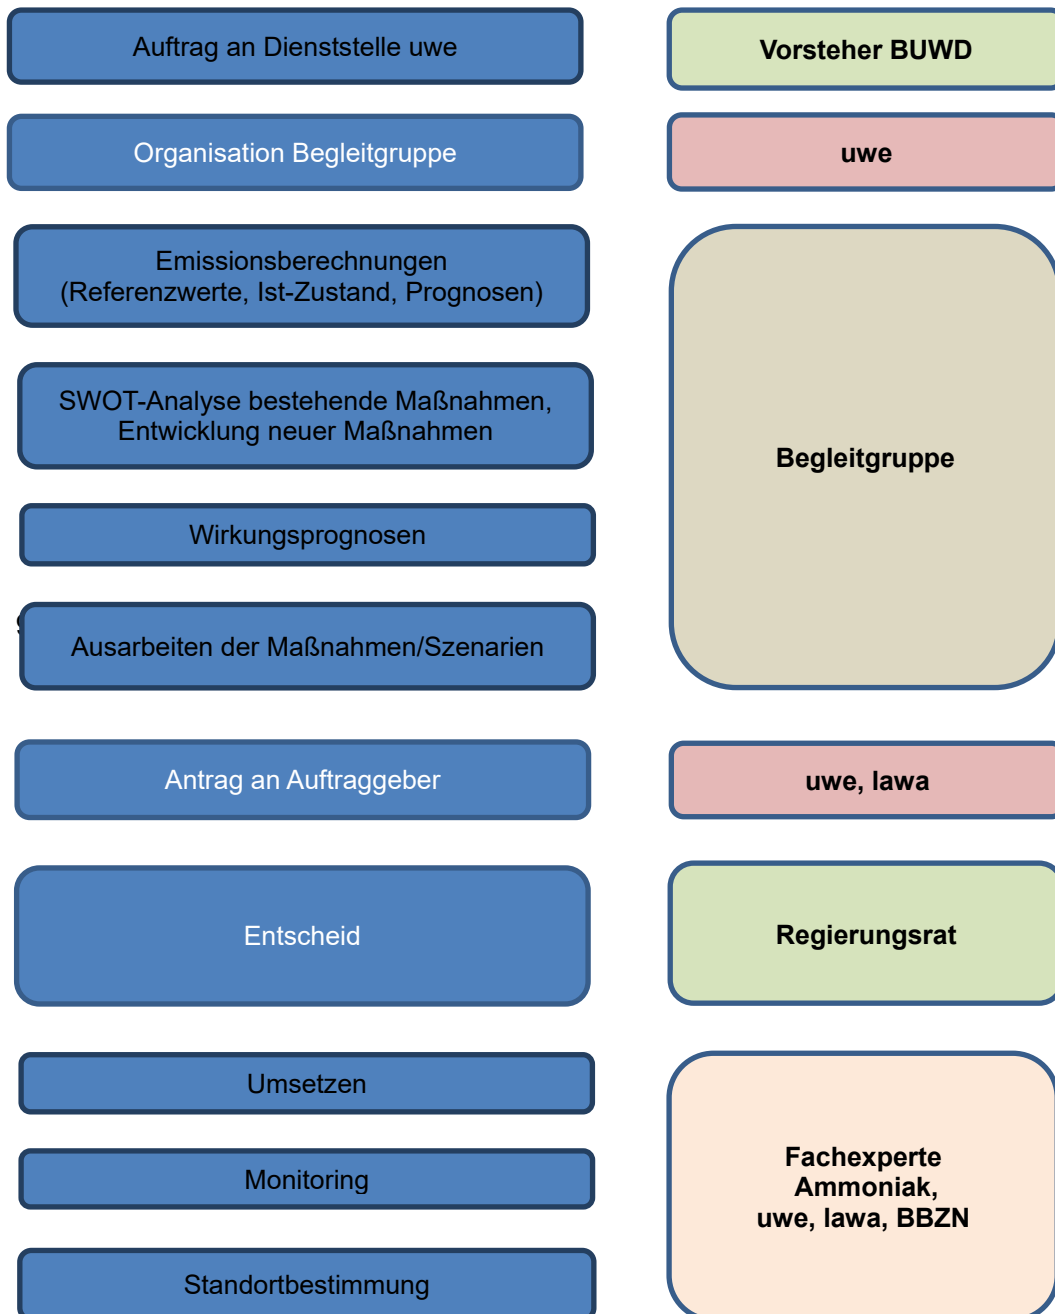 Auftrag an Dienststelle uwe
Vorsteher BUWD
Organisation Begleitgruppe
uwe
Emissionsberechnungen
(Referenzwerte, Ist-Zustand, Prognosen)
SWOT-Analyse bestehende Maßnahmen,
Entwicklung neuer Maßnahmen
Wirkungsprognosen
Ausarbeiten der Maßnahmen/Szenarien
Begleitgruppe
Antrag an Auftraggeber
uwe, lawa
Entscheid
Regierungsrat
Umsetzen
Monitoring
Standortbestimmung
Fachexperte
Ammoniak,
uwe, lawa, BBZN